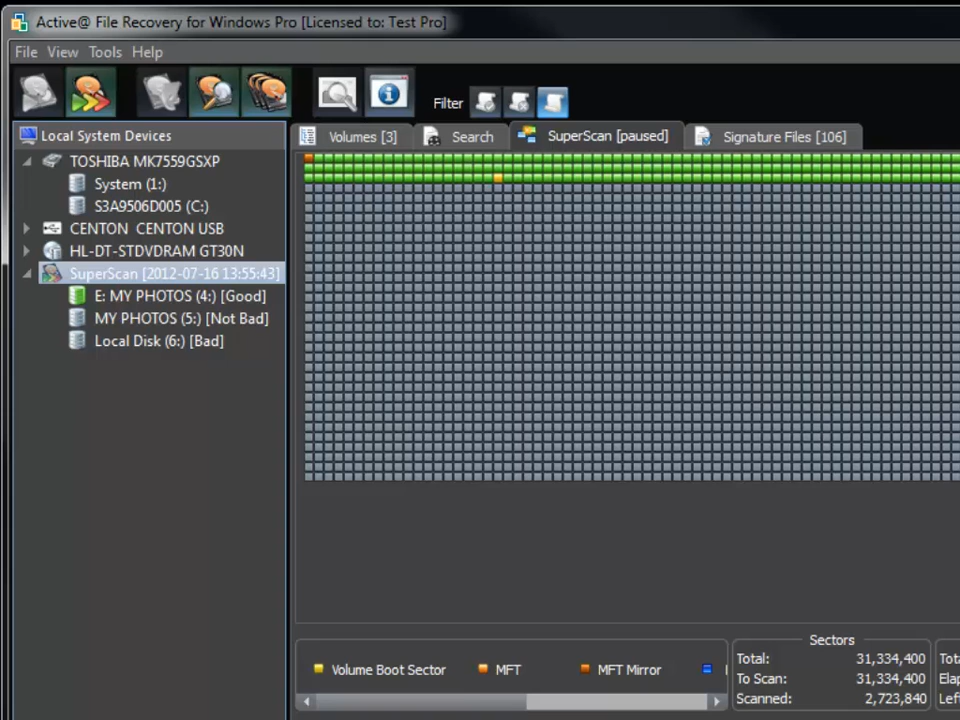 Active@ File Recovery for Windows Pro [Licensed to: Test Pro]
File View Tools Help
Filter
Local System Devices
Volumes [3] Search SuperScan [paused] Signature Files [106]
TOSHIBA MK7559GSXP
System (1:)
S3A9506D005 (C:)
CENTON CENTON USB
HL-DT-STDVDRAM GT30N
SuperScan [2012-07-16 13:55:43]
E: MY PHOTOS (4:) [Good]
MY PHOTOS (5:) [Not Bad]
Local Disk (6:) [Bad]
Volume Boot Sector MFT MFT Mirror
Sectors
Total: 31,334,400
To Scan: 31,334,400
Scanned: 2,723,840
Tota
Elap
Left